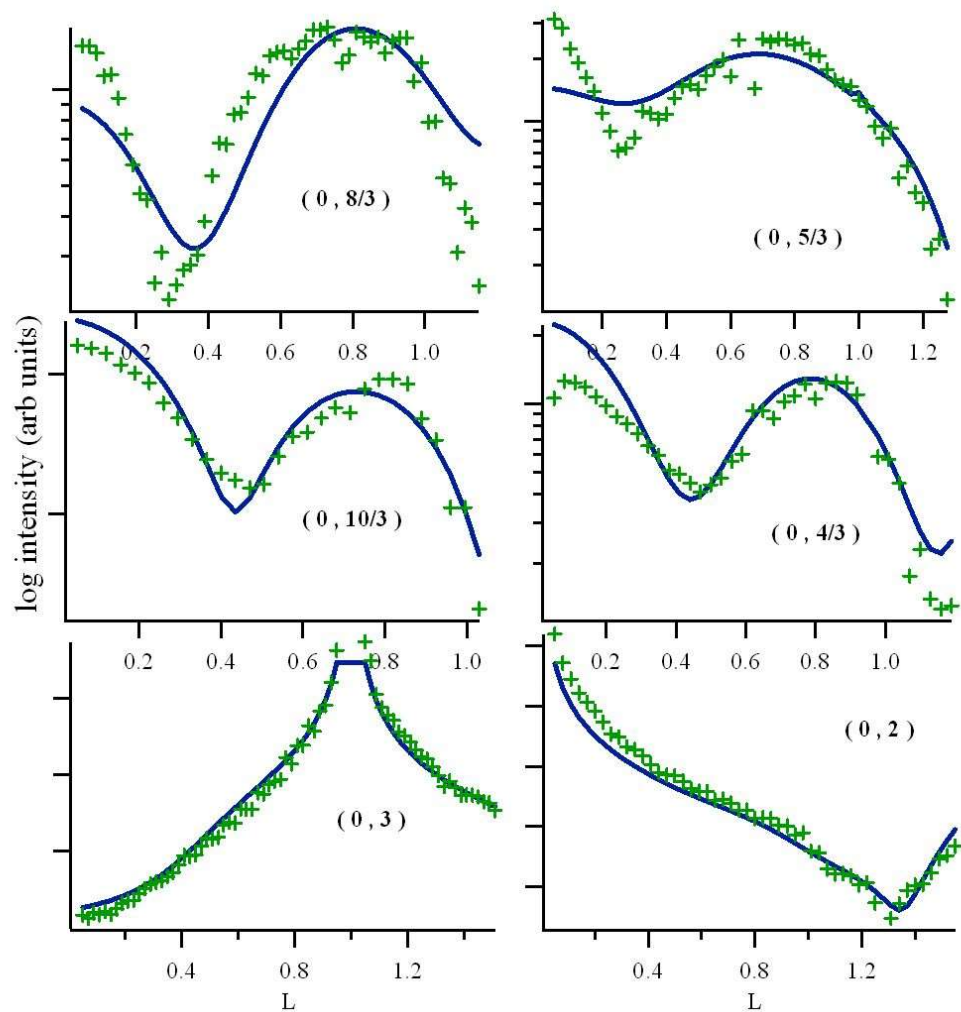 ( 0 , 8/3 )
( 0 , 5/3 )
0.2 0.4 0.6 0.8 1.0
0.2 0.4 0.6 0.8 1.0 1.2
log intensity (arb units)
( 0 , 10/3 )
( 0 , 4/3 )
0.2 0.4 0.6 0.8 1.0
0.2 0.4 0.6 0.8 1.0
( 0 , 3 )
( 0 , 2 )
0.4 0.8 1.2
0.4 0.8 1.2
L
L